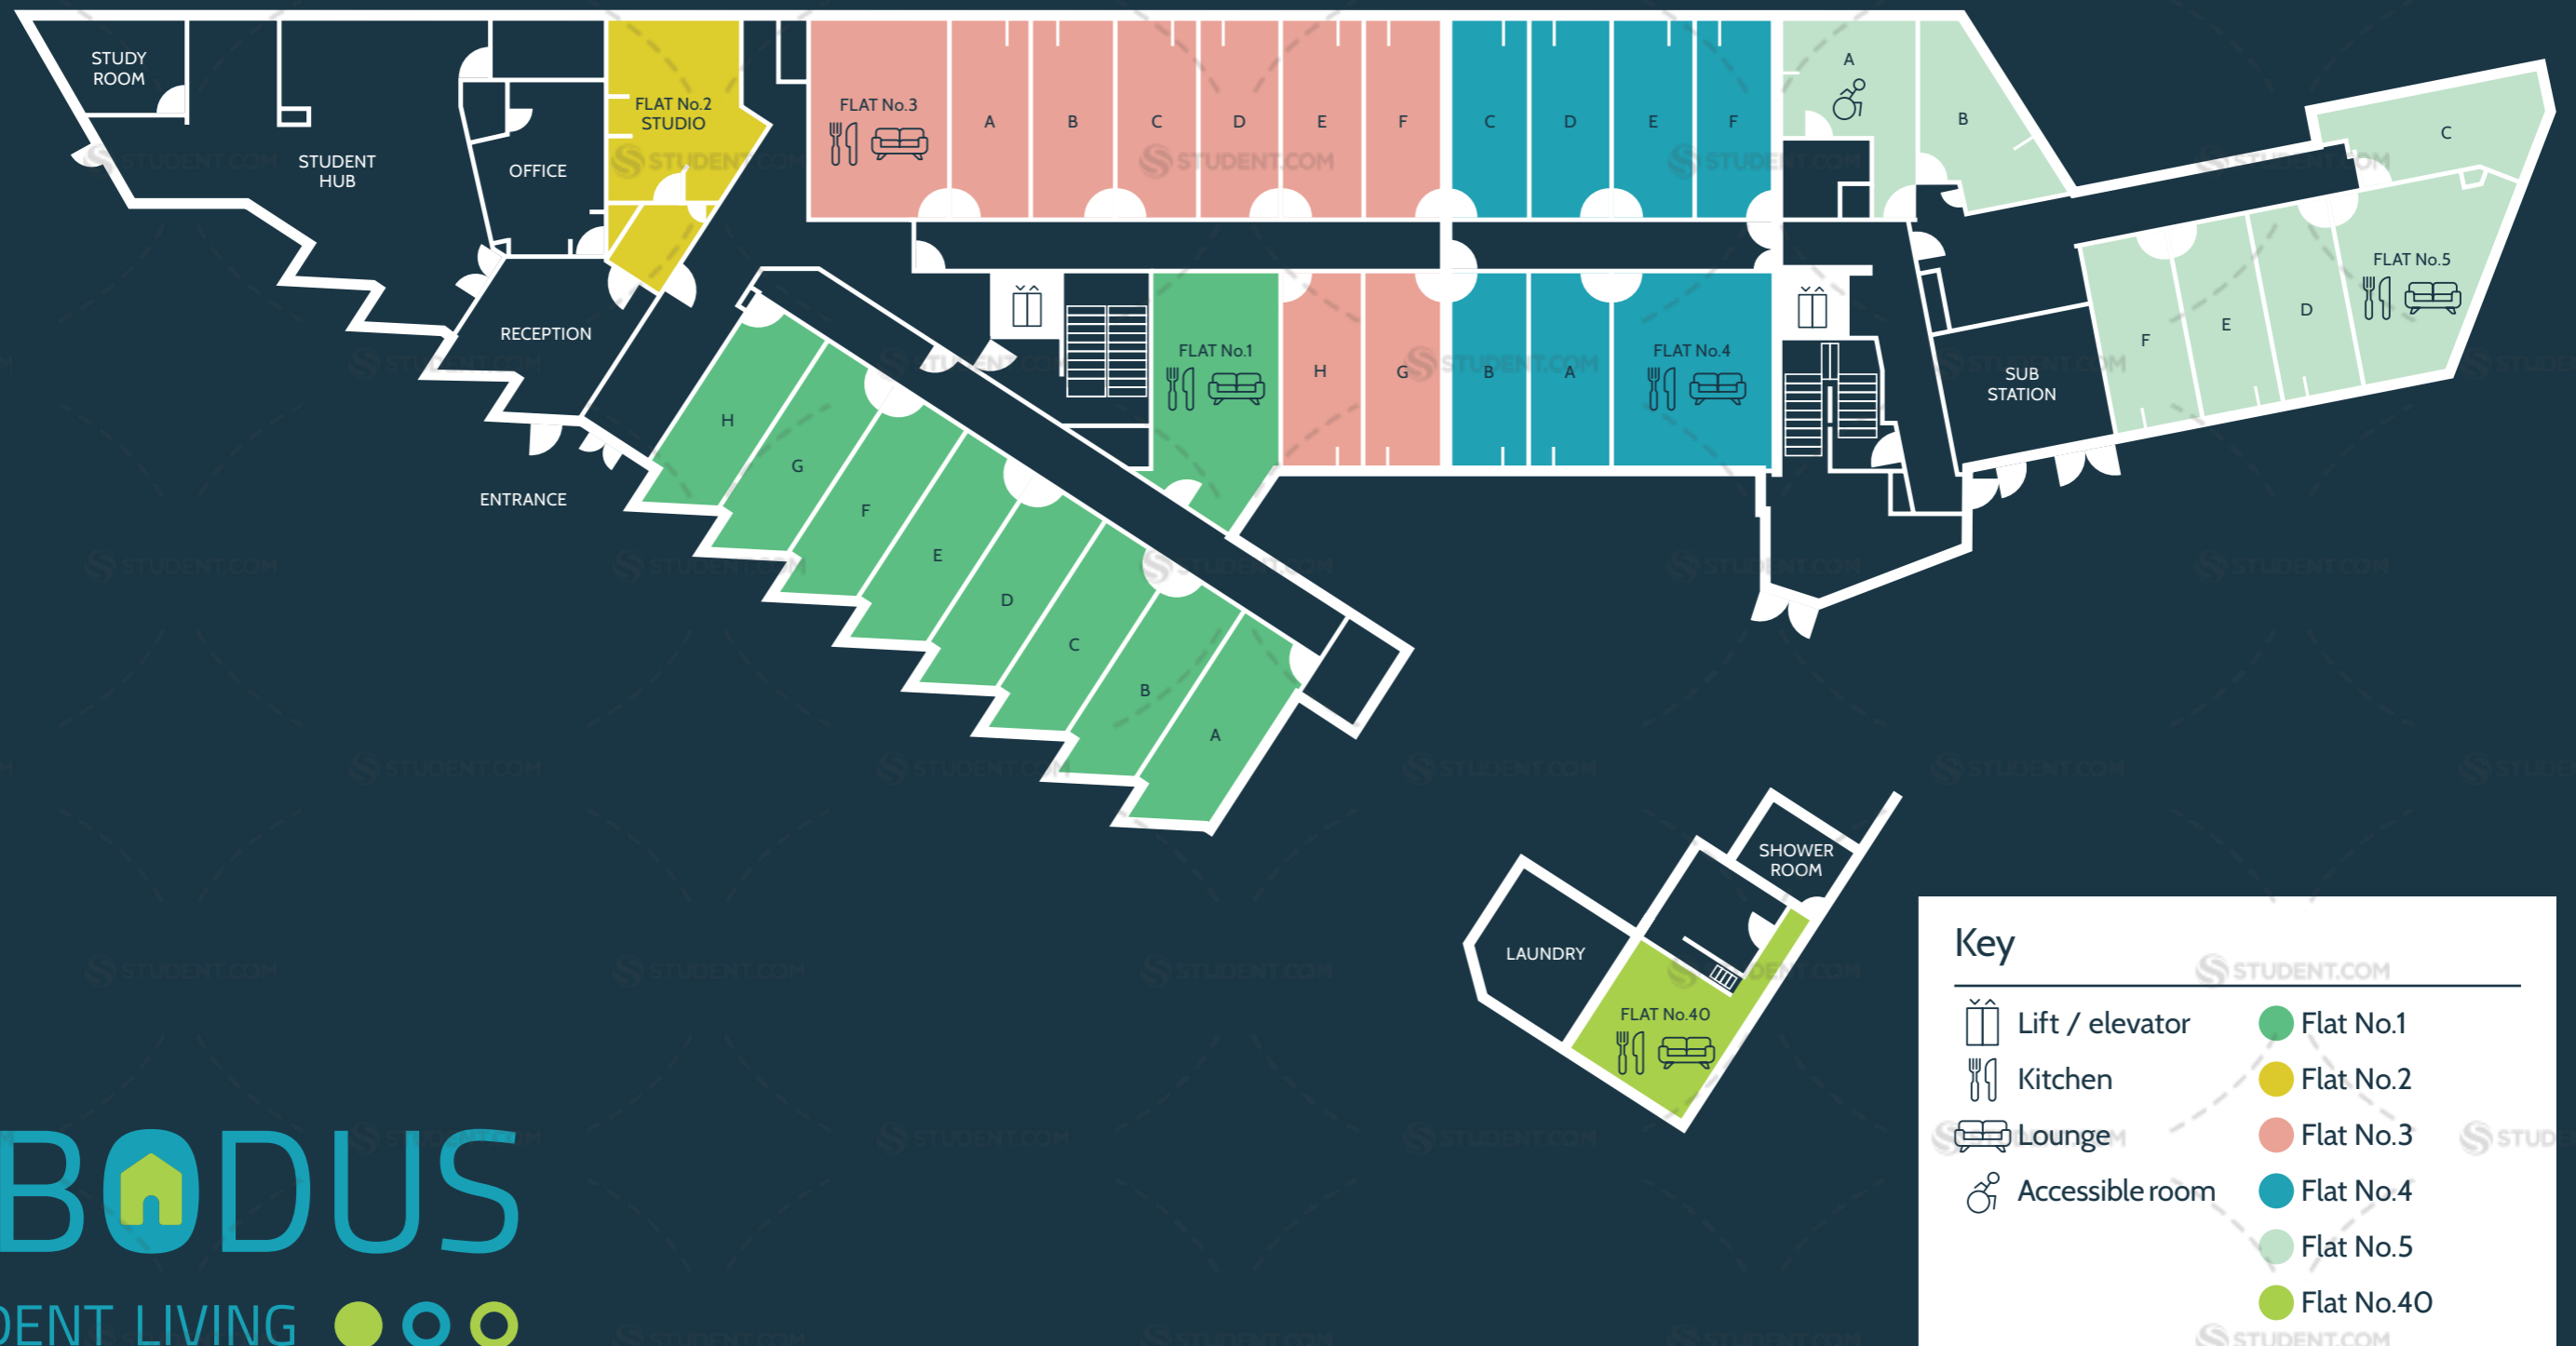 STUDY
ROOM
STUDENT
HUB
OFFICE
FLAT No.2
STUDIO
RECEPTION
ENTRANCE
FLAT No.3
A
B
C
D
E
F
C
D
E
F
A
B
C
FLAT No.1
H
G
B
A
FLAT No.4
SUB
STATION
F
E
D
FLAT No.5
H
G
F
E
D
C
B
A
SHOWER
ROOM
LAUNDRY
FLAT No.40
Key
Lift / elevator
Kitchen
Lounge
Accessible room
Flat No.1
Flat No.2
Flat No.3
Flat No.4
Flat No.5
Flat No.40
BODUS
DENT LIVING
STUDENT.COM